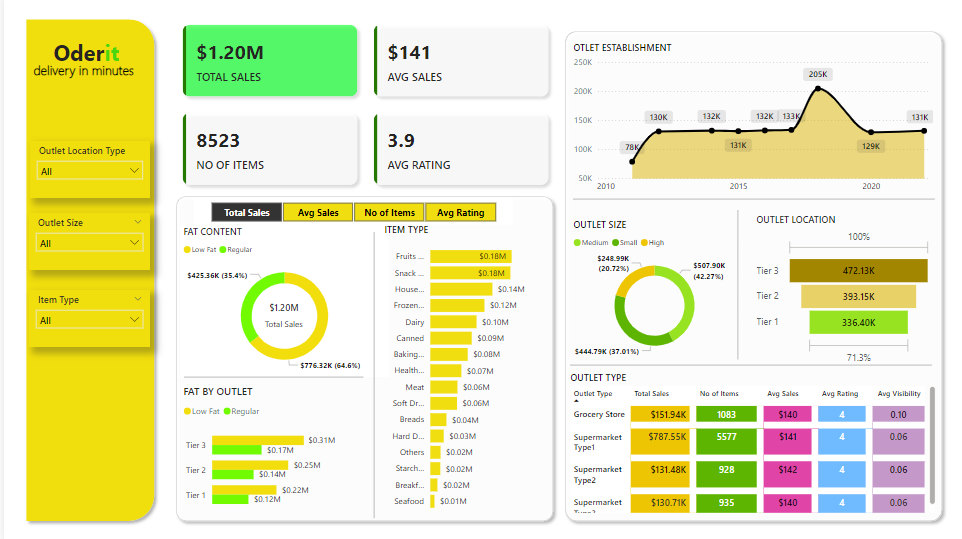 Oderit
delivery in minutes
Outlet Location Type
All
Outlet Size
All
Item Type
All
$1.20M
TOTAL SALES
$141
AVG SALES
8523
NO OF ITEMS
3.9
AVG RATING
Total Sales Avg Sales No of Items Avg Rating
FAT CONTENT
Low Fat Regular
$425.36K (35.4%)
$1.20M
Total Sales
$776.32K (64.6%)
FAT BY OUTLET
Low Fat Regular
Tier 3 $0.31M
$0.17M
Tier 2 $0.25M
$0.14M
Tier 1 $0.22M
$0.12M
ITEM TYPE
Fruits ... $0.18M
Snack ... $0.18M
House... $0.14M
Frozen... $0.12M
Dairy $0.10M
Canned $0.09M
Baking... $0.08M
Health... $0.07M
Meat $0.06M
Soft Dr... $0.06M
Breads $0.04M
Hard D... $0.03M
Others $0.02M
Starch... $0.02M
Breakf... $0.02M
Seafood $0.01M
OTLET ESTABLISHMENT
250K
200K
150K
100K
50K
78K
130K
132K
131K
132K
133K
205K
129K
131K
2010 2015 2020
OUTLET SIZE
Medium Small High
$248.99K
(20.72%)
$507.90K
(42.27%)
$444.79K (37.01%)
OUTLET LOCATION
100%
Tier 3 472.13K
Tier 2 393.15K
Tier 1 336.40K
71.3%
OUTLET TYPE
Outlet Type Total Sales No of Items Avg Sales Avg Rating Avg Visibility
Grocery Store $151.94K 1083 $140 4 0.10
Supermarket $787.55K 5577 $141 4 0.06
Type1
Supermarket $131.48K 928 $142 4 0.06
Type2
Supermarket $130.71K 935 $140 4 0.06